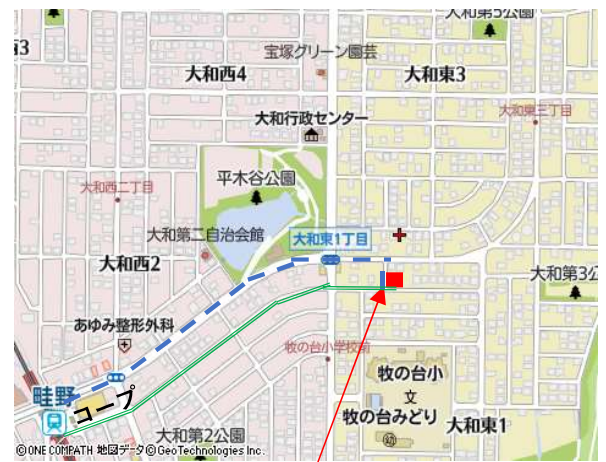 大和第5公園
西3
宝塚グリーン園芸
大和西4
大和東3
大和行政センター
大和東三丁目
平木谷公園
大和西二丁目
大和第二自治会館
大和東1丁目
大和西2
大和第3公
あゆみ整形外科
牧の台小学校前
畦野
コープ
牧の台小
文
牧の台みどり
幼
大和東1
大和第2公園
©ONE COMPATH 地図データ©GeoTechnologies Inc.